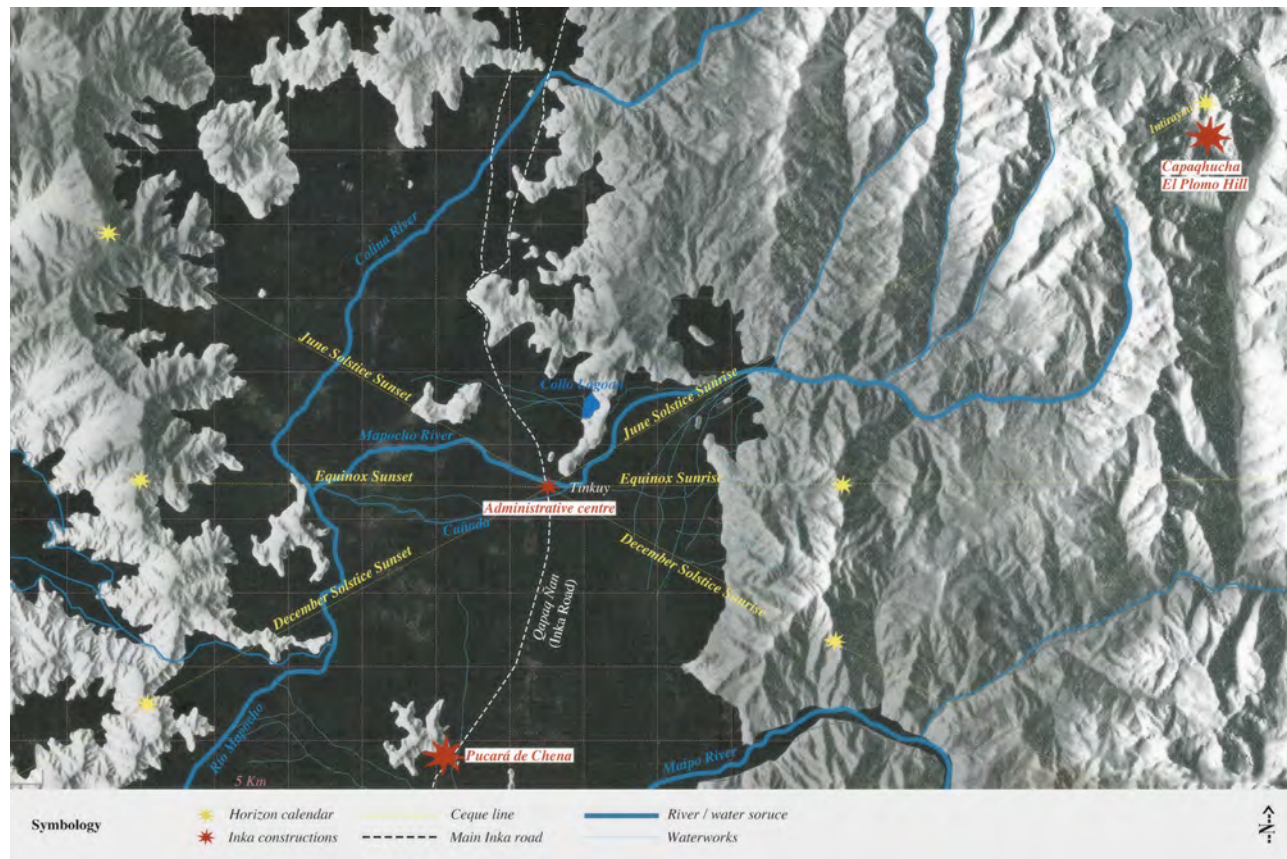 Intirayni
Capaqhucha
El Plomo Hill
Colina River
June Solstice Sunset
Collo Lagoon
June Solstice Sunrise
Mapocho River
Equinox Sunset
Tinkuy
Equinox Sunrise
Administrative centre
Cañada
December Solstice Sunset
December Solstice Sunrise
Qapaq Ñan
(Inka Road)
Rio Mapocho
Pucará de Chena
Maipo River
5 Km
Symbology
Horizon calendar
Ceque line
River / water soruce
Inka constructions
Main Inka road
Waterworks
--N-->